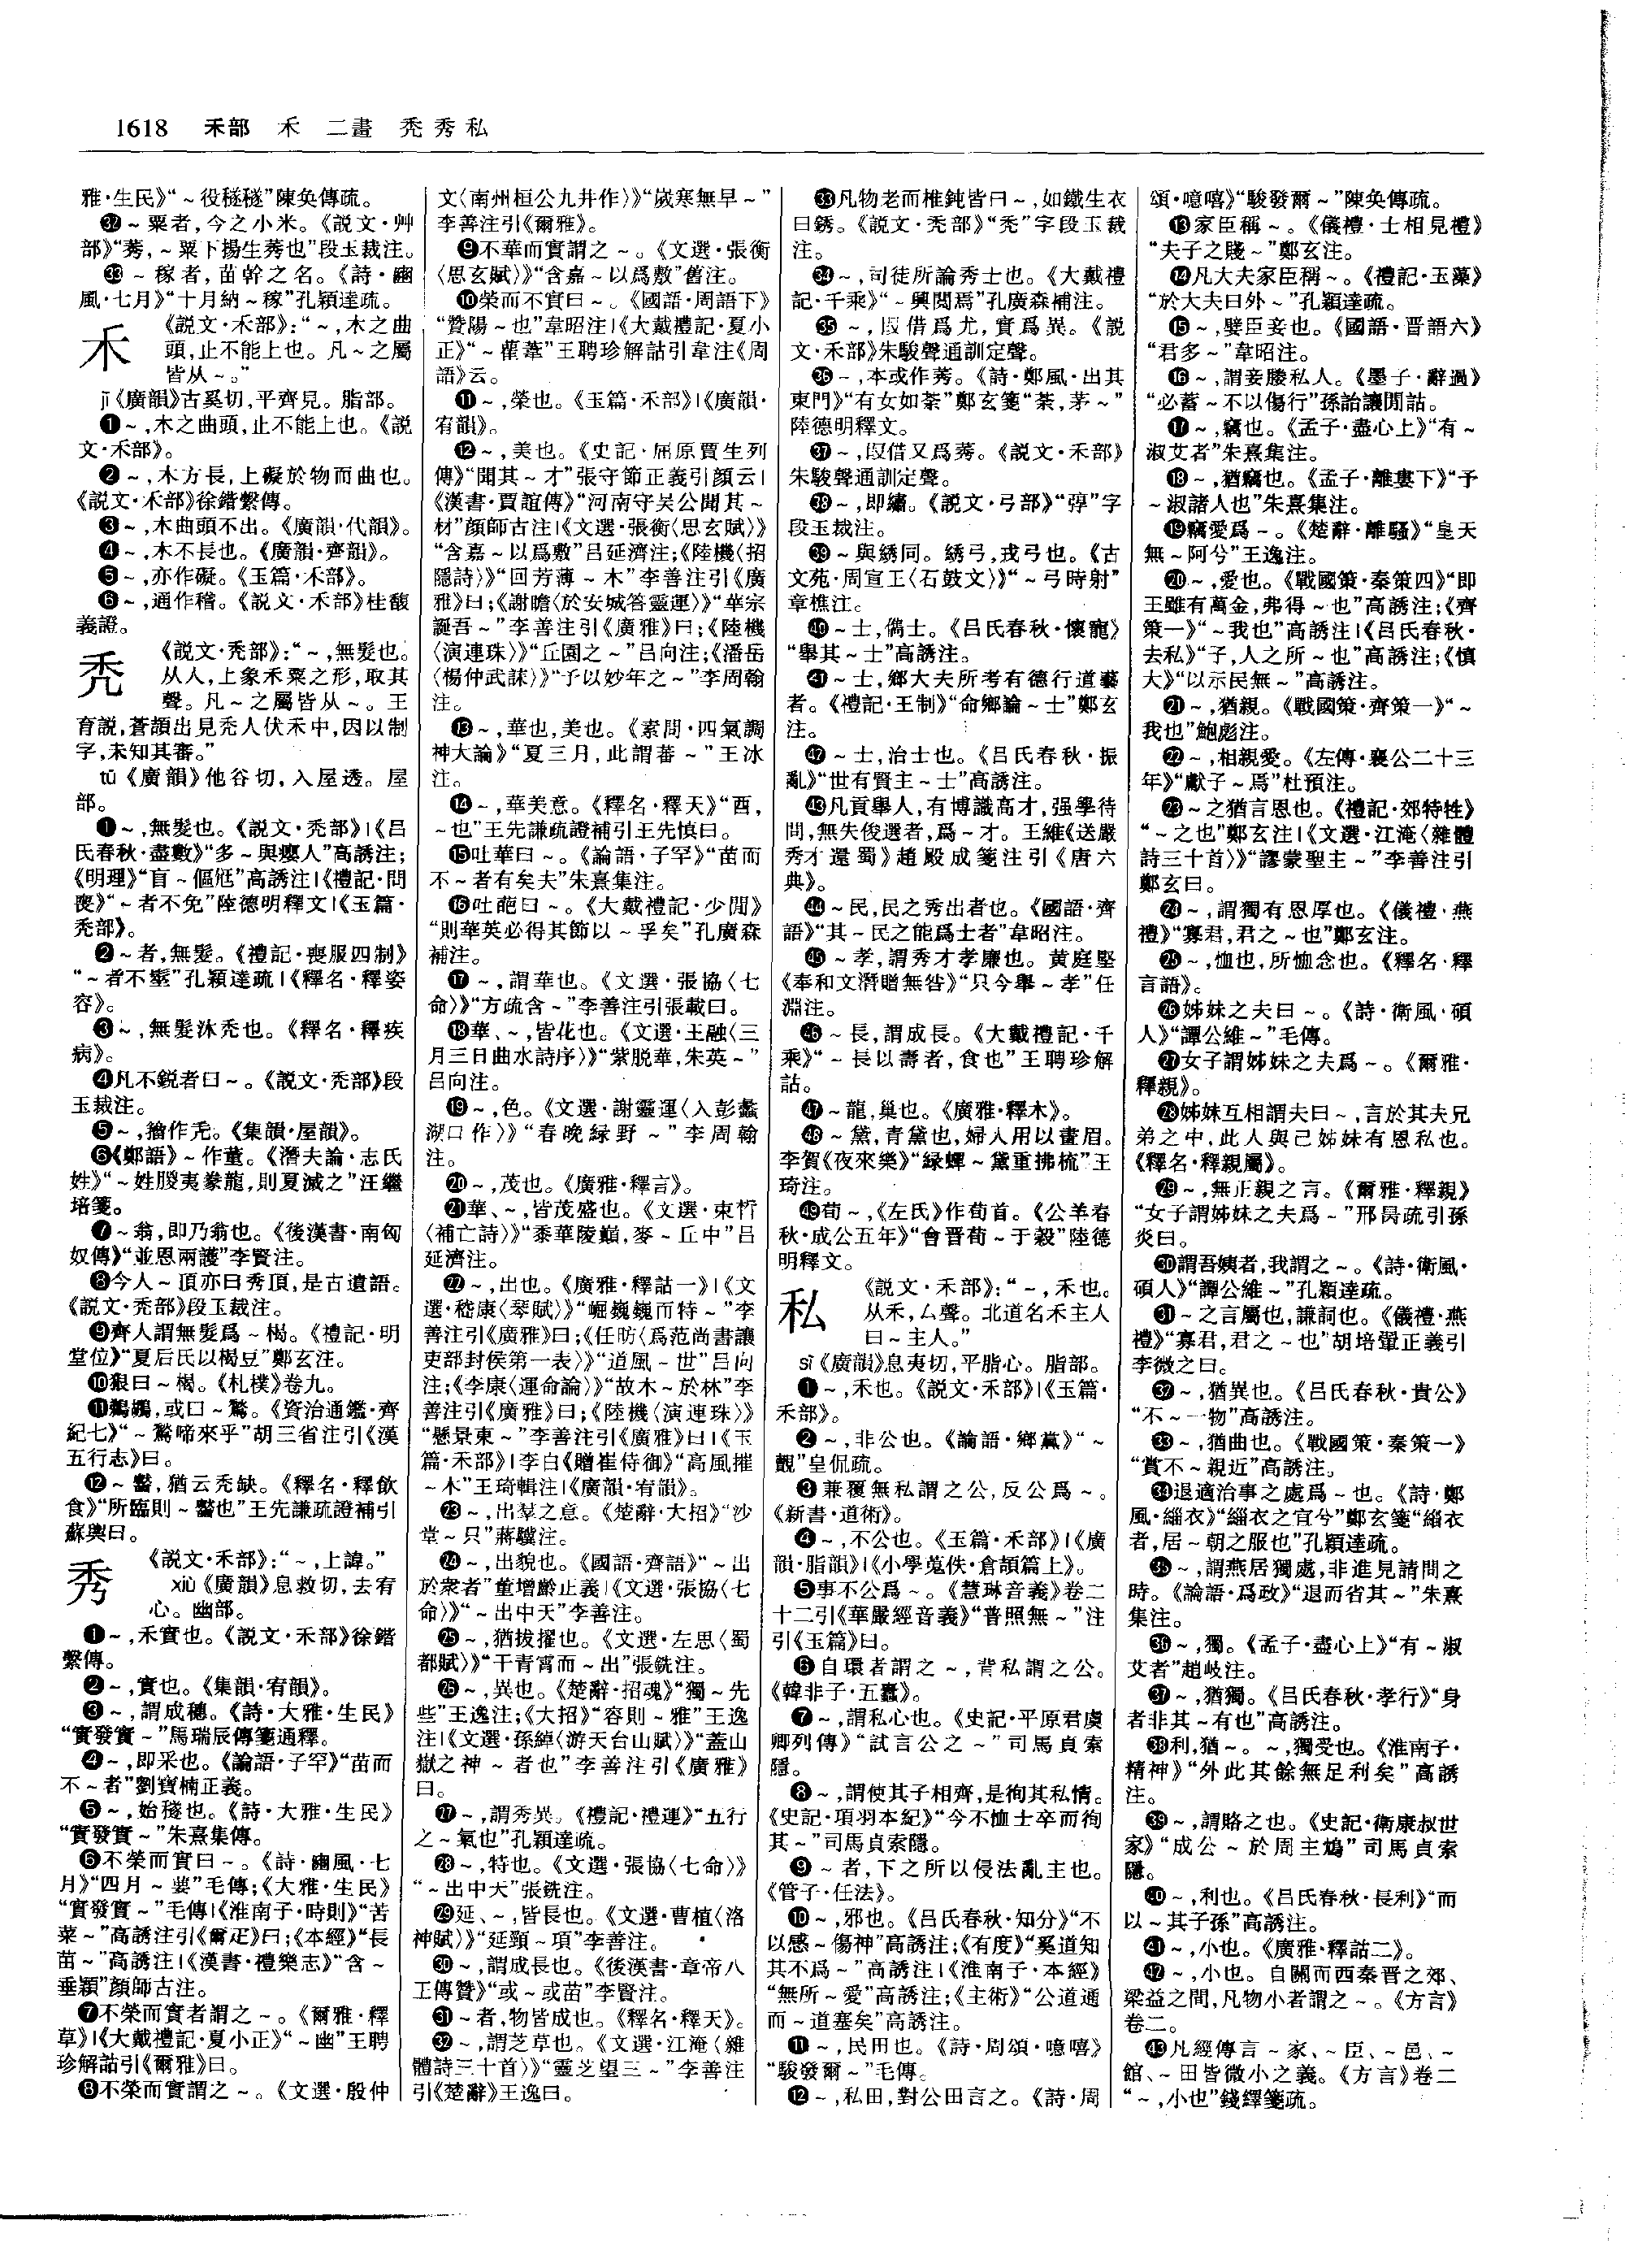 1618 禾部 禾 二畫 禿秀私
雅·生民》“~役穟穟”陳奂傳疏。
㉜~粟者,今之小米。《説文·艸
部》“莠,~粟下揚生莠也”段玉裁注。
㉝~稼者,苗幹之名。《詩·豳
風·七月》“十月納~稼”孔穎達疏。
禾
《説文·禾部》:“~,木之曲
頭,止不能上也。凡~之屬
皆从~。”
jī《廣韻》古奚切,平齊見。脂部。
❶~,木之曲頭,止不能上也。《説
文·禾部》。
❷~,木方長,上礙於物而曲也。
《説文·禾部》徐鍇繫傳。
❸~,木曲頭不出。《廣韻·代韻》。
❹~,木不長也。《廣韻·齊韻》。
❺~,亦作礙。《玉篇·禾部》。
❻~,通作稽。《説文·禾部》桂馥
義證。
禿
《説文·禿部》:“~,無髮也。
从人,上象禾粟之形,取其
聲。凡~之屬皆从~。王
育説,蒼頡出見禿人伏禾中,因以制
字,未知其審。”
tū《廣韻》他谷切,入屋透。屋
部。
❶~,無髮也。《説文·禿部》|《吕
氏春秋·盡數》“多~與癭人”高誘注;
《明理》“盲~傴尪”高誘注|《禮記·問
喪》“~者不免”陸德明釋文|《玉篇·
禿部》。
❷~者,無髮。《禮記·喪服四制》
“~者不髽”孔穎達疏|《釋名·釋姿
容》。
❸~,無髮沐禿也。《釋名·釋疾
病》。
❹凡不鋭者曰~。《説文·禿部》段
玉裁注。
❺~,籀作秃。《集韻·屋韻》。
❻《鄭語》~作董。《潛夫論·志氏
姓》“~姓朡夷豢龍,則夏滅之”汪繼
培箋。
❼~翁,即乃翁也。《後漢書·南匈
奴傳》“並恩兩護”李賢注。
❽今人~頂亦曰秀頂,是古遺語。
《説文·禿部》段玉裁注。
❾齊人謂無髮爲~楬。《禮記·明
堂位》“夏后氏以楬豆”鄭玄注。
❿狠曰~楬。《札樸》卷九。
⓫鵜鶘,或曰~鶖。《資治通鑑·齊
紀七》“~鶖啼來乎”胡三省注引《漢
五行志》曰。
⓬~毉,猶云禿缺。《釋名·釋飲
食》“所臨則~毉也”王先謙疏證補引
蘇輿曰。
秀
《説文·禾部》:“~,上諱。”
xiù《廣韻》息救切,去宥
心。幽部。
❶~,禾實也。《説文·禾部》徐鍇
繫傳。
❷~,實也。《集韻·宥韻》。
❸~,謂成穗。《詩·大雅·生民》
“實發實~”馬瑞辰傳箋通釋。
❹~,即采也。《論語·子罕》“苗而
不~者”劉寶楠正義。
❺~,始穟也。《詩·大雅·生民》
“實發實~”朱熹集傳。
❻不榮而實曰~。《詩·豳風·七
月》“四月~葽”毛傳;《大雅·生民》
“實發實~”毛傳|《淮南子·時則》“苦
菜~”高誘注引《爾疋》曰;《本經》“長
苗~”高誘注|《漢書·禮樂志》“含~
垂穎”顔師古注。
❼不榮而實者謂之~。《爾雅·釋
草》|《大戴禮記·夏小正》“~幽”王聘
珍解詁引《爾雅》曰。
❽不榮而實謂之~。《文選·殷仲
文〈南州桓公九井作〉》“歲寒無早~”
李善注引《爾雅》。
❾不華而實謂之~。《文選·張衡
〈思玄賦〉》“含嘉~以爲敷”舊注。
❿榮而不實曰~。《國語·周語下》
“贊陽~也”韋昭注|《大戴禮記·夏小
正》“~雚葦”王聘珍解詁引韋注《周
語》云。
⓫~,榮也。《玉篇·禾部》|《廣韻·
宥韻》。
⓬~,美也。《史記·屈原賈生列
傳》“聞其~才”張守節正義引顔云|
《漢書·賈誼傳》“河南守吴公聞其~
材”顔師古注|《文選·張衡〈思玄賦〉》
“含嘉~以爲敷”吕延濟注;《陸機〈招
隱詩〉》“回芳薄~木”李善注引《廣
雅》曰;《謝瞻〈於安城答靈運〉》“華宗
誕吾~”李善注引《廣雅》曰;《陸機
〈演連珠〉》“丘園之~”吕向注;《潘岳
〈楊仲武誄〉》“予以妙年之~”李周翰
注。
⓭~,華也,美也。《素問·四氣調
神大論》“夏三月,此謂蕃~”王冰
注。
⓮~,華美意。《釋名·釋天》“酉,
~也”王先謙疏證補引王先慎曰。
⓯吐華曰~。《論語·子罕》“苗而
不~者有矣夫”朱熹集注。
⓰吐葩曰~。《大戴禮記·少閒》
“則華英必得其節以~孚矣”孔廣森
補注。
⓱~,謂華也。《文選·張協〈七
命〉》“方疏含~”李善注引張載曰。
⓲華、~,皆花也。《文選·王融〈三
月三日曲水詩序〉》“紫脱華,朱英~”
吕向注。
⓳~,色。《文選·謝靈運〈入彭蠡
湖口作〉》“春晚緑野~”李周翰
注。
⓴~,茂也。《廣雅·釋言》。
㉑華、~,皆茂盛也。《文選·束晳
〈補亡詩〉》“黍華陵巔,麥~丘中”吕
延濟注。
㉒~,出也。《廣雅·釋詁一》|《文
選·嵇康〈琴賦〉》“崛巍巍而特~”李
善注引《廣雅》曰;《任昉〈爲范尚書讓
吏部封侯第一表〉》“道風~世”吕向
注;《李康〈運命論〉》“故木~於林”李
善注引《廣雅》曰;《陸機〈演連珠〉》
“懸景東~”李善注引《廣雅》曰|《玉
篇·禾部》|李白《贈崔侍御》“高風摧
~木”王琦輯注|《廣韻·宥韻》。
㉓~,出羣之意。《楚辭·大招》“沙
堂~只”蔣驥注。
㉔~,出貌也。《國語·齊語》“~出
於衆者”董增齡正義|《文選·張協〈七
命〉》“~出中天”李善注。
㉕~,猶拔擢也。《文選·左思〈蜀
都賦〉》“干青霄而~出”張銑注。
㉖~,異也。《楚辭·招魂》“獨~先
些”王逸注;《大招》“容則~雅”王逸
注|《文選·孫綽〈游天台山賦〉》“蓋山
嶽之神~者也”李善注引《廣雅》
曰。
㉗~,謂秀異。《禮記·禮運》“五行
之~氣也”孔穎達疏。
㉘~,特也。《文選·張協〈七命〉》
“~出中天”張銑注。
㉙延、~,皆長也。《文選·曹植〈洛
神賦〉》“延頸~項”李善注。
㉚~,謂成長也。《後漢書·章帝八
王傳贊》“或~或苗”李賢注。
㉛~者,物皆成也。《釋名·釋天》。
㉜~,謂芝草也。《文選·江淹〈雜
體詩三十首〉》“靈芝望三~”李善注
引《楚辭》王逸曰。
㉝凡物老而椎鈍皆曰~,如鐵生衣
曰銹。《説文·禿部》“禿”字段玉裁
注。
㉞~,司徒所論秀士也。《大戴禮
記·千乘》“~興閲焉”孔廣森補注。
㉟~,叚借爲尤,實爲異。《説
文·禾部》朱駿聲通訓定聲。
㊱~,本或作莠。《詩·鄭風·出其
東門》“有女如荼”鄭玄箋“荼,茅~”
陸德明釋文。
㊲~,叚借又爲莠。《説文·禾部》
朱駿聲通訓定聲。
㊳~,即繡。《説文·弓部》“弴”字
段玉裁注。
㊴~與綉同。綉弓,戎弓也。《古
文苑·周宣王〈石鼓文〉》“~弓時射”
章樵注。
㊵~士,儁士。《吕氏春秋·懷寵》
“舉其~士”高誘注。
㊶~士,鄉大夫所考有德行道藝
者。《禮記·王制》“命鄉論~士”鄭玄
注。
㊷~士,治士也。《吕氏春秋·振
亂》“世有賢主~士”高誘注。
㊸凡貢舉人,有博識高才,强學待
問,無失俊選者,爲~才。王維《送嚴
秀才還蜀》趙殿成箋注引《唐六
典》。
㊹~民,民之秀出者也。《國語·齊
語》“其~民之能爲士者”韋昭注。
㊺~孝,謂秀才孝廉也。黄庭堅
《奉和文潛贈無咎》“只今舉~孝”任
淵注。
㊻~長,謂成長。《大戴禮記·千
乘》“~長以壽者,食也”王聘珍解
詁。
㊼~龍,巢也。《廣雅·釋木》。
㊽~黛,青黛也,婦人用以畫眉。
李賀《夜來樂》“緑蟬~黛重拂梳”王
琦注。
㊾荀~,《左氏》作荀首。《公羊春
秋·成公五年》“會晋荀~于穀”陸德
明釋文。
私
《説文·禾部》:“~,禾也。
从禾,厶聲。北道名禾主人
曰~主人。”
sī《廣韻》息夷切,平脂心。脂部。
❶~,禾也。《説文·禾部》|《玉篇·
禾部》。
❷~,非公也。《論語·鄉黨》“~
覿”皇侃疏。
❸兼覆無私謂之公,反公爲~。
《新書·道術》。
❹~,不公也。《玉篇·禾部》|《廣
韻·脂韻》|《小學蒐佚·倉頡篇上》。
❺事不公爲~。《慧琳音義》卷二
十二引《華嚴經音義》“普照無~”注
引《玉篇》曰。
❻自環者謂之~,背私謂之公。
《韓非子·五蠹》。
❼~,謂私心也。《史記·平原君虞
卿列傳》“試言公之~”司馬貞索
隱。
❽~,謂使其子相齊,是徇其私情。
《史記·項羽本紀》“今不恤士卒而徇
其~”司馬貞索隱。
❾~者,下之所以侵法亂主也。
《管子·任法》。
❿~,邪也。《吕氏春秋·知分》“不
以感~傷神”高誘注;《有度》“奚道知
其不爲~”高誘注|《淮南子·本經》
“無所~愛”高誘注;《主術》“公道通
而~道塞矣”高誘注。
⓫~,民田也。《詩·周頌·噫嘻》
“駿發爾~”毛傳。
⓬~,私田,對公田言之。《詩·周
頌·噫嘻》“駿發爾~”陳奂傳疏。
⓭家臣稱~。《儀禮·士相見禮》
“夫子之賤~”鄭玄注。
⓮凡大夫家臣稱~。《禮記·玉藻》
“於大夫曰外~”孔穎達疏。
⓯~,嬖臣妾也。《國語·晋語六》
“君多~”韋昭注。
⓰~,謂妾媵私人。《墨子·辭過》
“必蓄~不以傷行”孫詒讓閒詁。
⓱~,竊也。《孟子·盡心上》“有~
淑艾者”朱熹集注。
⓲~,猶竊也。《孟子·離婁下》“予
~淑諸人也”朱熹集注。
⓳竊愛爲~。《楚辭·離騷》“皇天
無~阿兮”王逸注。
⓴~,愛也。《戰國策·秦策四》“即
王雖有萬金,弗得~也”高誘注;《齊
策一》“~我也”高誘注|《吕氏春秋·
去私》“子,人之所~也”高誘注;《慎
大》“以示民無~”高誘注。
㉑~,猶親。《戰國策·齊策一》“~
我也”鮑彪注。
㉒~,相親愛。《左傳·襄公二十三
年》“獻子~焉”杜預注。
㉓~之猶言恩也。《禮記·郊特牲》
“~之也”鄭玄注|《文選·江淹〈雜體
詩三十首〉》“謬蒙聖主~”李善注引
鄭玄曰。
㉔~,謂獨有恩厚也。《儀禮·燕
禮》“寡君,君之~也”鄭玄注。
㉕~,恤也,所恤念也。《釋名·釋
言語》。
㉖姊妹之夫曰~。《詩·衛風·碩
人》“譚公維~”毛傳。
㉗女子謂姊妹之夫爲~。《爾雅·
釋親》。
㉘姊妹互相謂夫曰~,言於其夫兄
弟之中,此人與己姊妹有恩私也。
《釋名·釋親屬》。
㉙~,無正親之言。《爾雅·釋親》
“女子謂姊妹之夫爲~”邢昺疏引孫
炎曰。
㉚謂吾姨者,我謂之~。《詩·衛風·
碩人》“譚公維~”孔穎達疏。
㉛~之言屬也,謙詞也。《儀禮·燕
禮》“寡君,君之~也”胡培翬正義引
李微之曰。
㉜~,猶異也。《吕氏春秋·貴公》
“不~一物”高誘注。
㉝~,猶曲也。《戰國策·秦策一》
“賞不~親近”高誘注。
㉞退適治事之處爲~也。《詩·鄭
風·緇衣》“緇衣之宜兮”鄭玄箋“緇衣
者,居~朝之服也”孔穎達疏。
㉟~,謂燕居獨處,非進見請問之
時。《論語·爲政》“退而省其~”朱熹
集注。
㊱~,獨。《孟子·盡心上》“有~淑
艾者”趙岐注。
㊲~,猶獨。《吕氏春秋·孝行》“身
者非其~有也”高誘注。
㊳利,猶~。~,獨受也。《淮南子·
精神》“外此其餘無足利矣”高誘
注。
㊴~,謂賂之也。《史記·衛康叔世
家》“成公~於周主鴆”司馬貞索
隱。
㊵~,利也。《吕氏春秋·長利》“而
以~其子孫”高誘注。
㊶~,小也。《廣雅·釋詁二》。
㊷~,小也。自關而西秦晋之郊、
梁益之間,凡物小者謂之~。《方言》
卷二。
㊸凡經傳言~家、~臣、~邑、~
館、~田皆微小之義。《方言》卷二
“~,小也”錢繹箋疏。